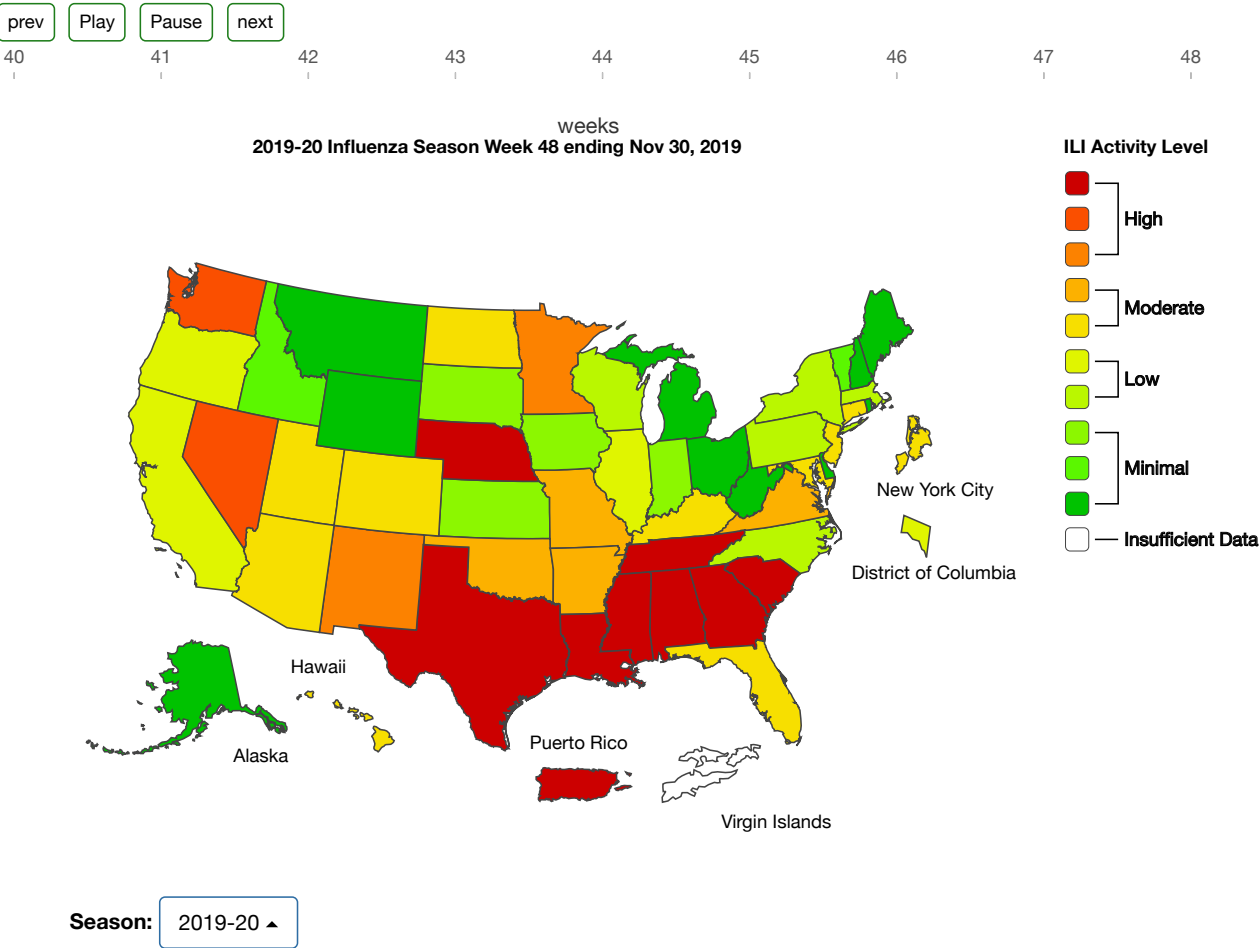 prev Play Pause next
40 41 42 43 44 45 46 47 48
weeks
2019-20 Influenza Season Week 48 ending Nov 30, 2019
ILI Activity Level
High
Moderate
Low
Minimal
Insufficient Data
New York City
District of Columbia
Hawaii
Alaska
Puerto Rico
Virgin Islands
Season: 2019-20